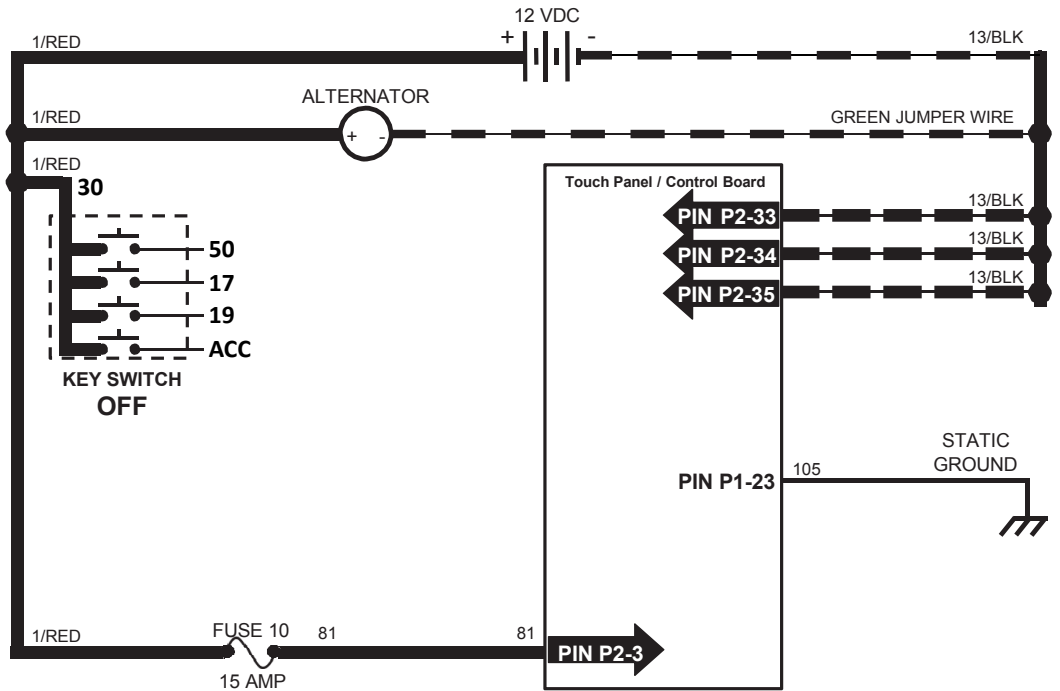 12 VDC
+ -
1/RED
13/BLK
ALTERNATOR
1/RED
+ -
GREEN JUMPER WIRE
1/RED
30
50
17
19
ACC
KEY SWITCH
OFF
Touch Panel / Control Board
PIN P2-33
13/BLK
PIN P2-34
13/BLK
PIN P2-35
13/BLK
PIN P1-23
105
STATIC
GROUND
1/RED
FUSE 10
15 AMP
81
81
PIN P2-3